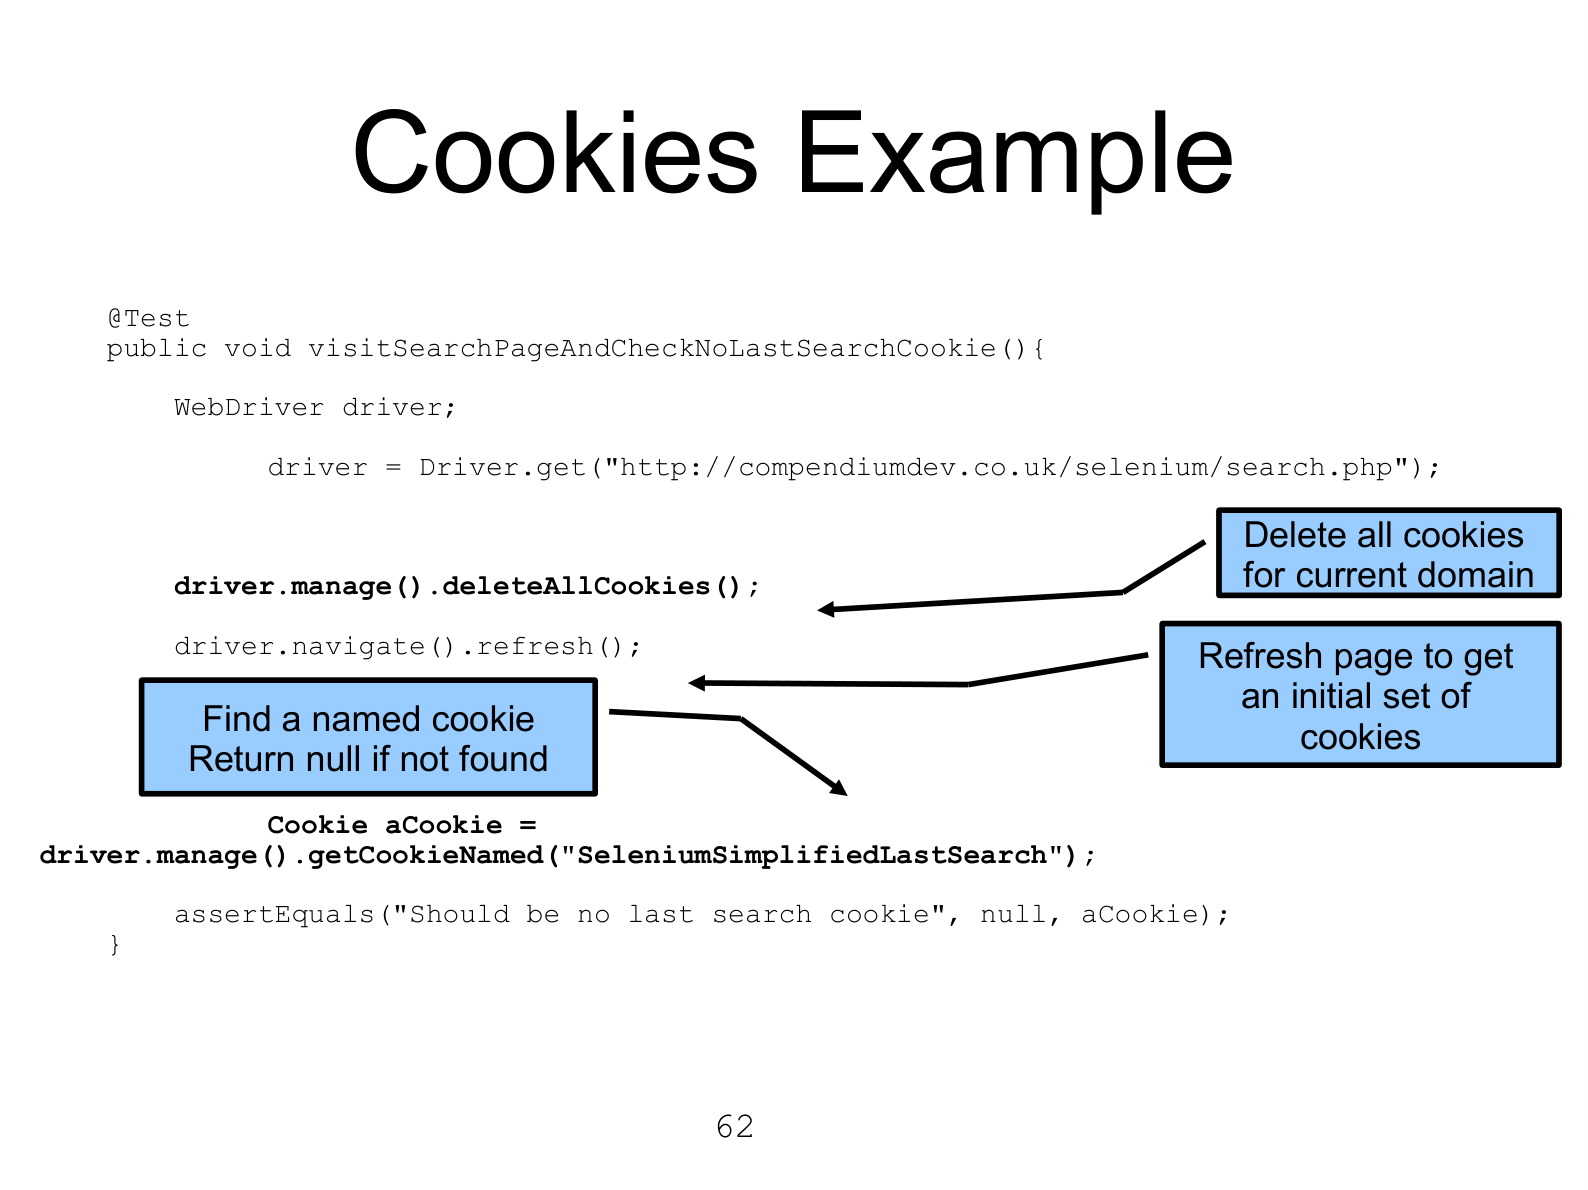 Cookies Example
@Test
public void visitSearchPageAndCheckNoLastSearchCookie(){
WebDriver driver;
driver = Driver.get("http://compendiumdev.co.uk/selenium/search.php");
Delete all cookies
for current domain
driver.manage().deleteAllCookies();
driver.navigate().refresh();
Refresh page to get
an initial set of
cookies
Find a named cookie
Return null if not found
Cookie aCookie =
driver.manage().getCookieNamed("SeleniumSimplifiedLastSearch");
assertEquals("Should be no last search cookie", null, aCookie);
}
62